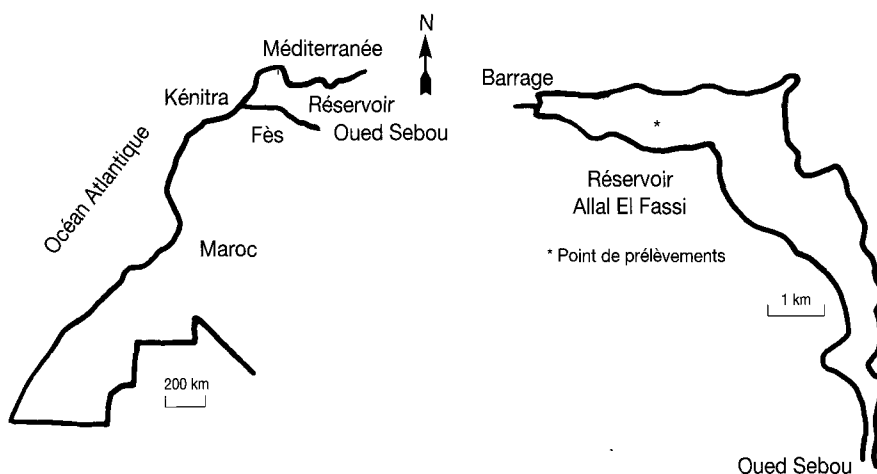 N
Méditerranée
Kénitra
Réservoir
Fès
Oued Sebou
Océan Atlantique
Maroc
200 km
Barrage
*
Réservoir
Allal El Fassi
* Point de prélèvements
1 km
Oued Sebou